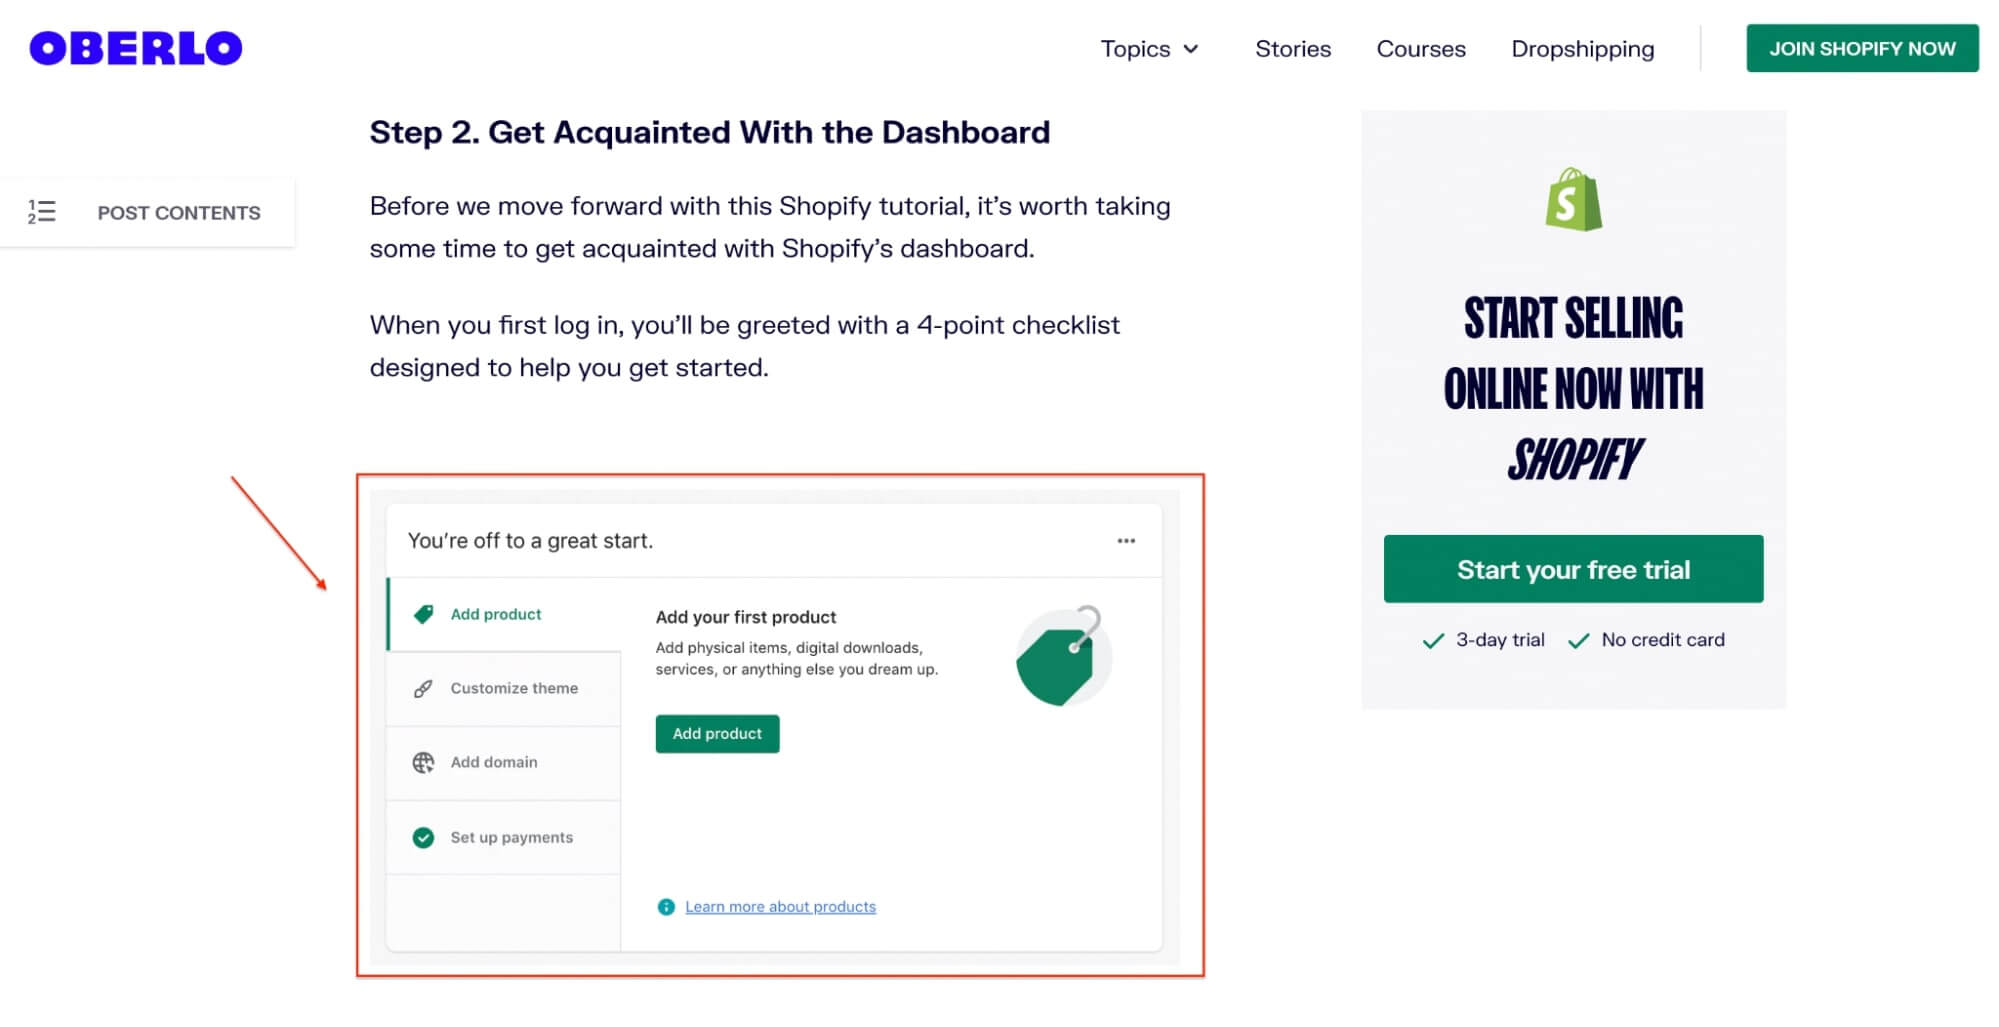 OBERLO
Topics
Stories
Courses
Dropshipping
JOIN SHOPIFY NOW
Step 2. Get Acquainted With the Dashboard
POST CONTENTS
Before we move forward with this Shopify tutorial, it’s worth taking
some time to get acquainted with Shopify’s dashboard.
When you first log in, you’ll be greeted with a 4-point checklist
designed to help you get started.
You’re off to a great start.
Add product
Customize theme
Add domain
Set up payments
Add your first product
Add physical items, digital downloads,
services, or anything else you dream up.
Add product
Learn more about products
START SELLING
ONLINE NOW WITH
SHOPIFY
Start your free trial
3-day trial
No credit card